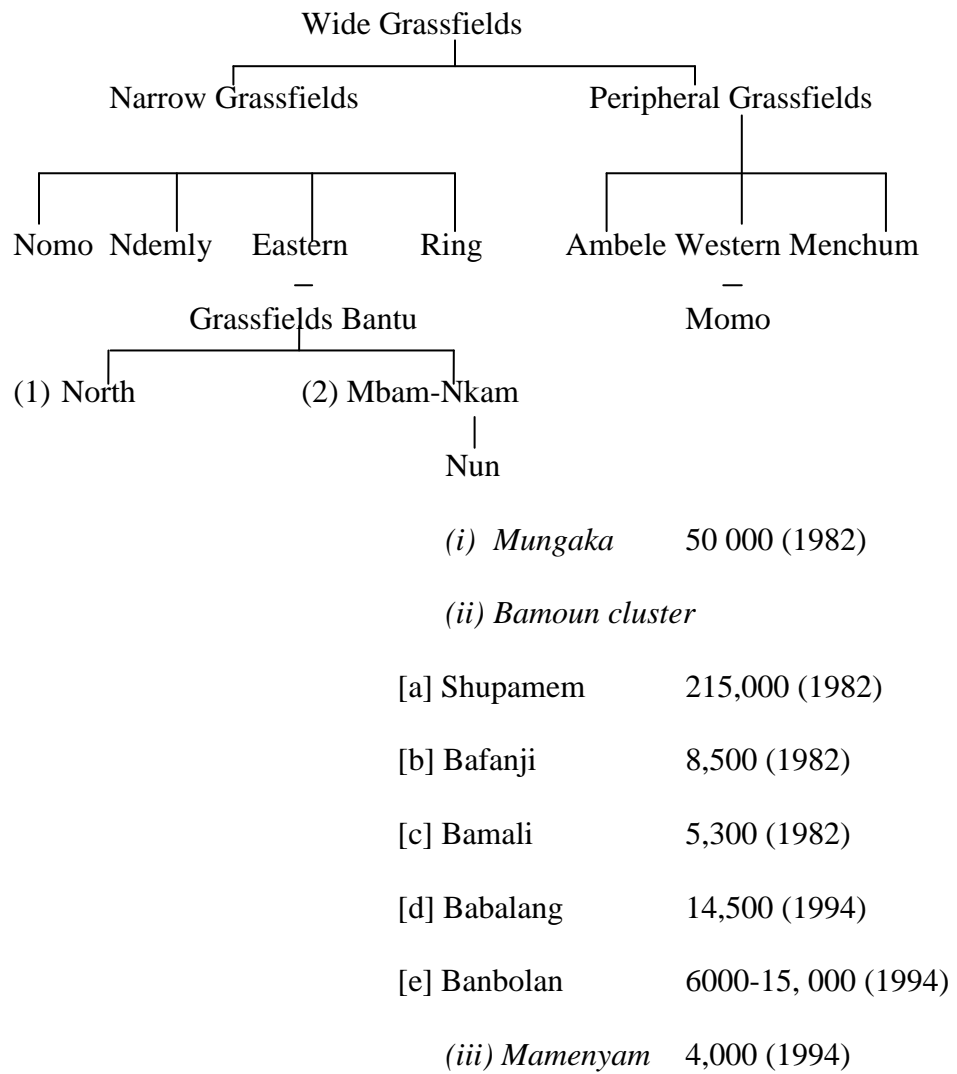 Wide Grassfields
Narrow Grassfields Peripheral Grassfields
Nomo Ndemly Eastern Ring Ambele Western Menchum
– –
Grassfields Bantu Momo
(1) North (2) Mbam-Nkam
Nun
(i) Mungaka 50 000 (1982)
(ii) Bamoun cluster
[a] Shupamem 215,000 (1982)
[b] Bafanji 8,500 (1982)
[c] Bamali 5,300 (1982)
[d] Babalang 14,500 (1994)
[e] Banbolan 6000-15, 000 (1994)
(iii) Mamenyam 4,000 (1994)